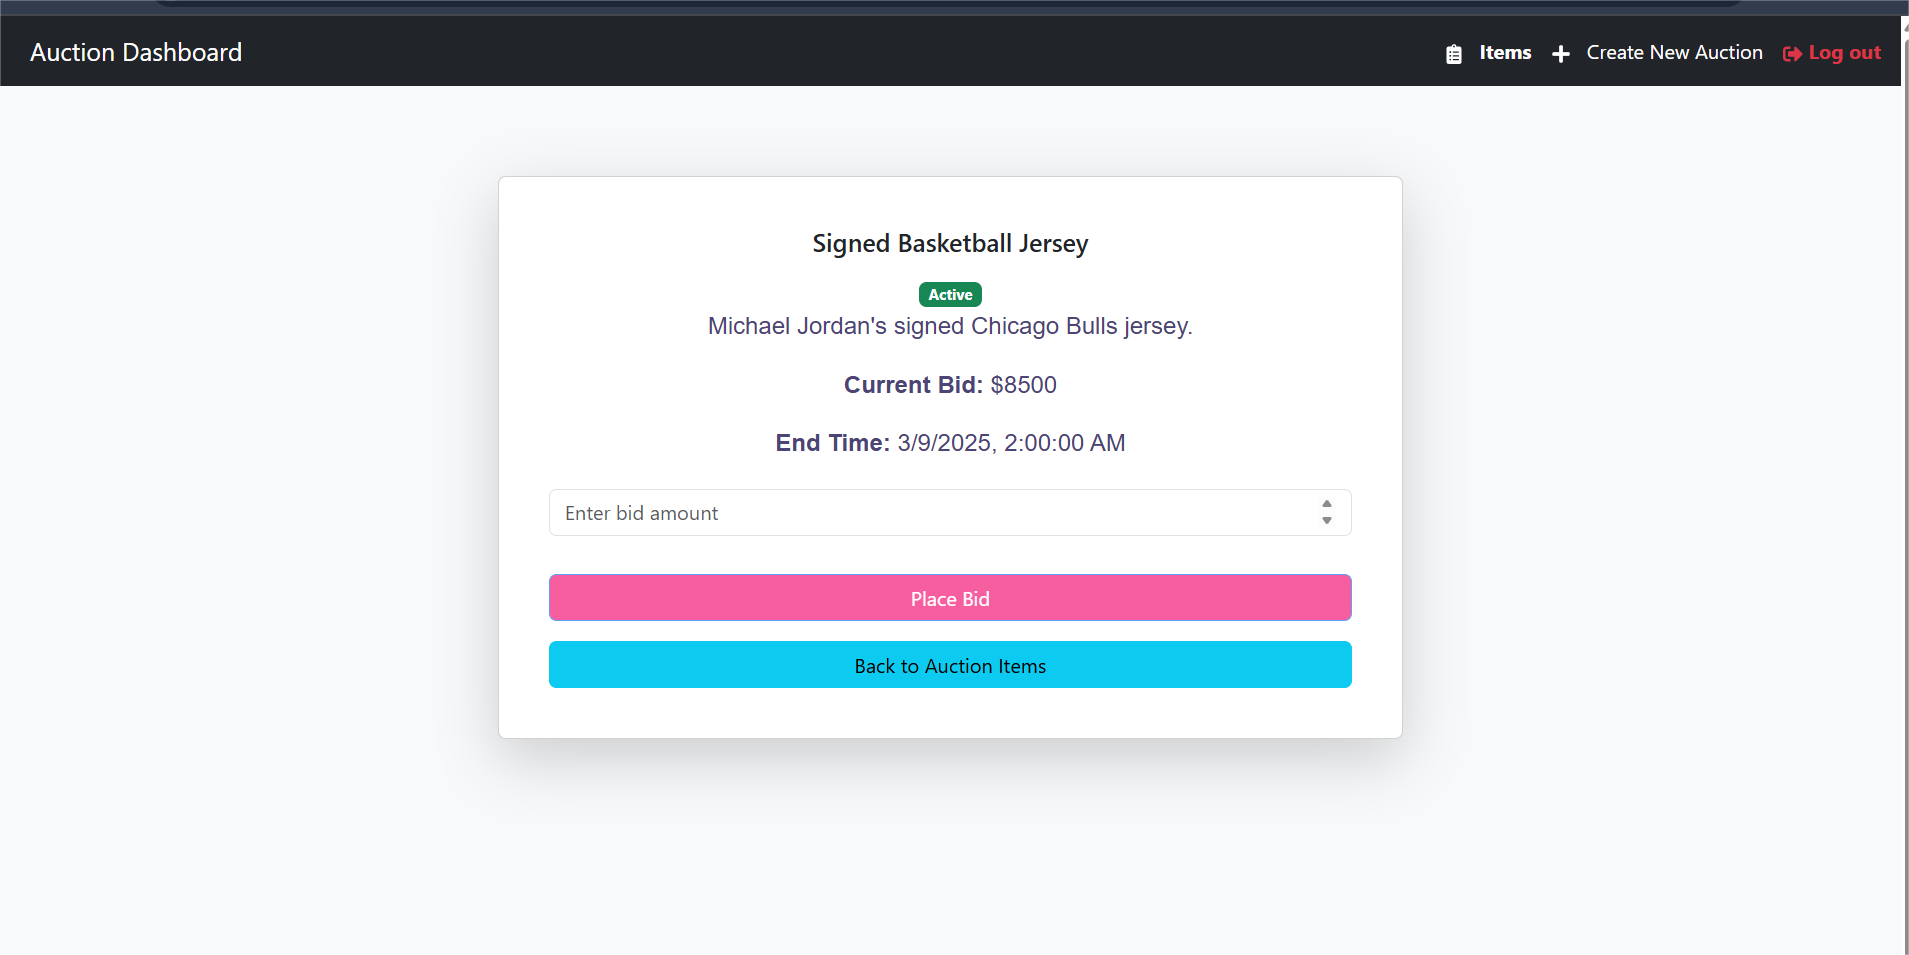 Auction Dashboard
Items
Create New Auction
Log out
Signed Basketball Jersey
Active
Michael Jordan's signed Chicago Bulls jersey.
Current Bid: $8500
End Time: 3/9/2025, 2:00:00 AM
Enter bid amount
Place Bid
Back to Auction Items